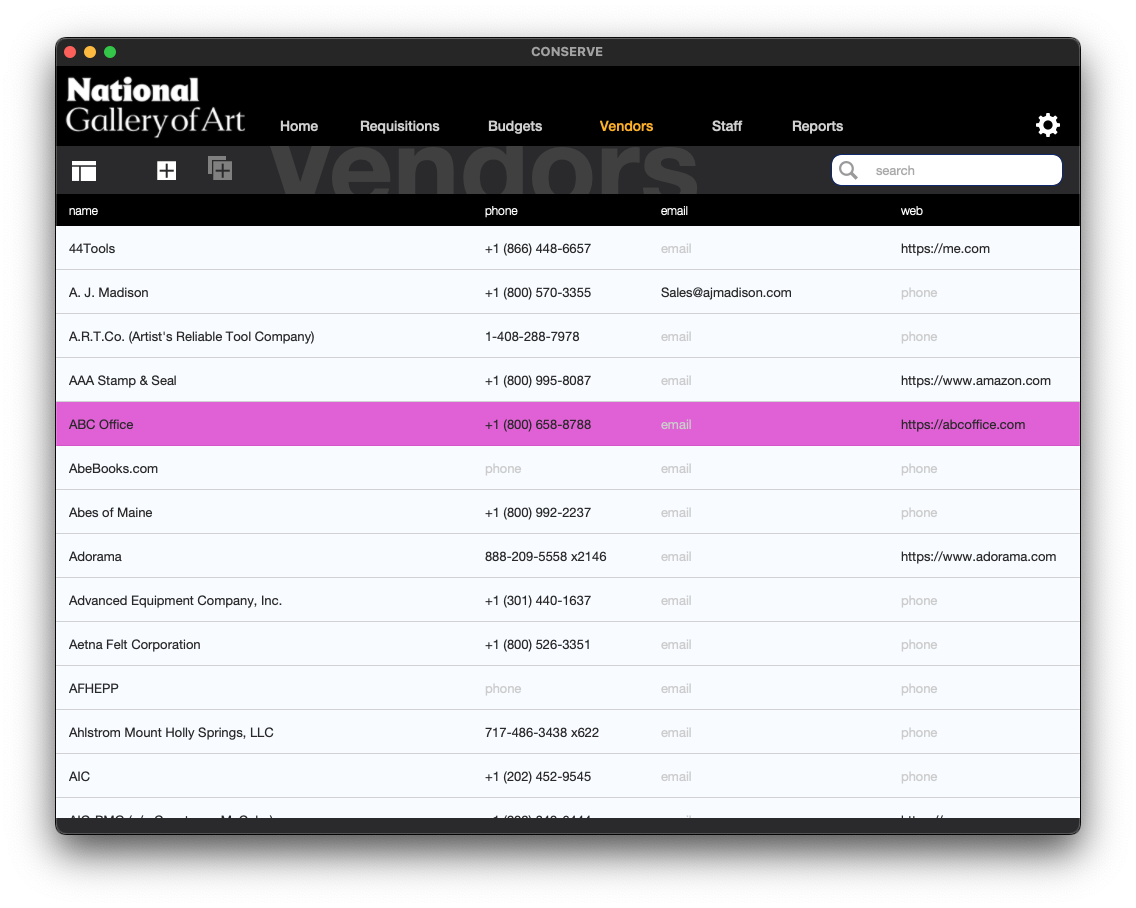 CONSERVE
National
Gallery of Art
Home Requisitions Budgets Vendors Staff Reports
Vendors
search
name phone email web
44Tools +1 (866) 448-6657 email https://me.com
A. J. Madison +1 (800) 570-3355 Sales@ajmadison.com phone
A.R.T.Co. (Artist's Reliable Tool Company) 1-408-288-7978 email phone
AAA Stamp & Seal +1 (800) 995-8087 email https://www.amazon.com
ABC Office +1 (800) 658-8788 email https://abcoffice.com
AbeBooks.com phone email phone
Abes of Maine +1 (800) 992-2237 email phone
Adorama 888-209-5558 x2146 email https://www.adorama.com
Advanced Equipment Company, Inc. +1 (301) 440-1637 email phone
Aetna Felt Corporation +1 (800) 526-3351 email phone
AFHEPP phone email phone
Ahlstrom Mount Holly Springs, LLC 717-486-3438 x622 email phone
AIC +1 (202) 452-9545 email phone